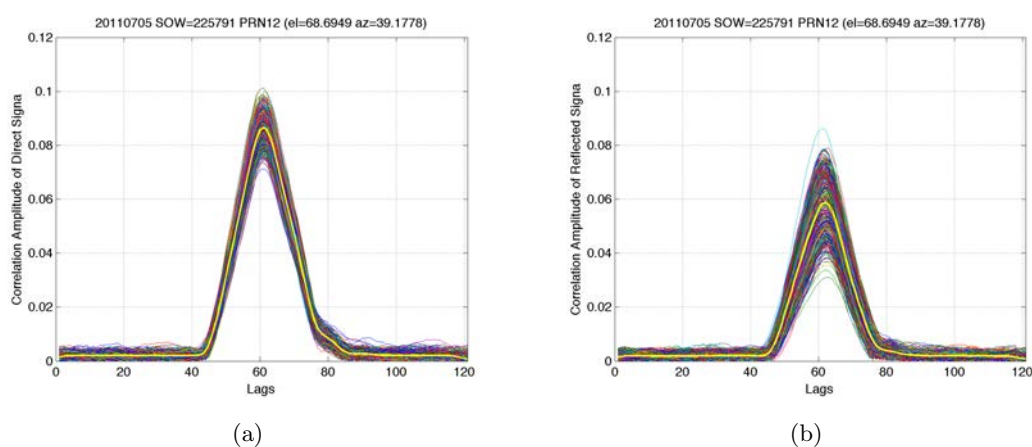 20110705 SOW=225791 PRN12 (el=68.6949 az=39.1778)
0.12
0.1
0.08
0.06
0.04
0.02
0
Correlation Amplitude of Direct Signa
0 20 40 60 80 100 120
Lags
(a)
20110705 SOW=225791 PRN12 (el=68.6949 az=39.1778)
0.12
0.1
0.08
0.06
0.04
0.02
0
Correlation Amplitude of Reflected Signa
0 20 40 60 80 100 120
Lags
(b)